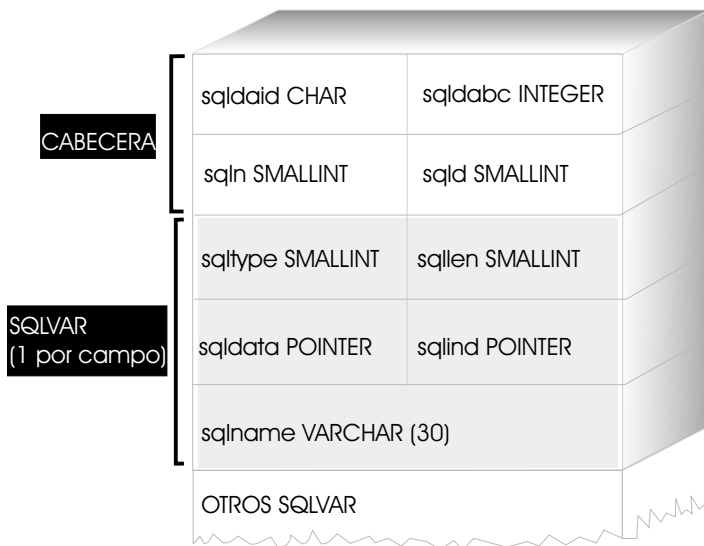 sqldaid CHAR
sqldabc INTEGER
CABECERA
sqln SMALLINT
sqld SMALLINT
sqltype SMALLINT
sqllen SMALLINT
SQLVAR
(1 por campo)
sqldata POINTER
sqlind POINTER
sqlname VARCHAR (30)
OTROS SQLVAR